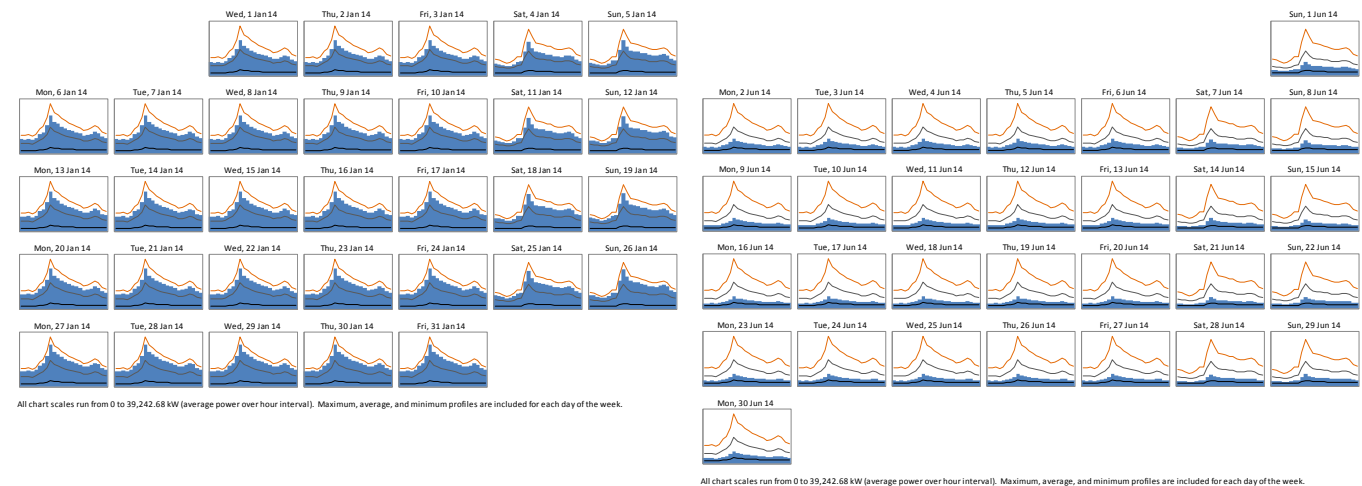 Wed, 1 Jan 14 Thu, 2 Jan 14 Fri, 3 Jan 14 Sat, 4 Jan 14 Sun, 5 Jan 14
Mon, 6 Jan 14 Tue, 7 Jan 14 Wed, 8 Jan 14 Thu, 9 Jan 14 Fri, 10 Jan 14 Sat, 11 Jan 14 Sun, 12 Jan 14
Mon, 13 Jan 14 Tue, 14 Jan 14 Wed, 15 Jan 14 Thu, 16 Jan 14 Fri, 17 Jan 14 Sat, 18 Jan 14 Sun, 19 Jan 14
Mon, 20 Jan 14 Tue, 21 Jan 14 Wed, 22 Jan 14 Thu, 23 Jan 14 Fri, 24 Jan 14 Sat, 25 Jan 14 Sun, 26 Jan 14
Mon, 27 Jan 14 Tue, 28 Jan 14 Wed, 29 Jan 14 Thu, 30 Jan 14 Fri, 31 Jan 14
All chart scales run from 0 to 39,242.68 kW (average power over hour interval). Maximum, average, and minimum profiles are included for each day of the week.
Sun, 1 Jun 14
Mon, 2 Jun 14 Tue, 3 Jun 14 Wed, 4 Jun 14 Thu, 5 Jun 14 Fri, 6 Jun 14 Sat, 7 Jun 14 Sun, 8 Jun 14
Mon, 9 Jun 14 Tue, 10 Jun 14 Wed, 11 Jun 14 Thu, 12 Jun 14 Fri, 13 Jun 14 Sat, 14 Jun 14 Sun, 15 Jun 14
Mon, 16 Jun 14 Tue, 17 Jun 14 Wed, 18 Jun 14 Thu, 19 Jun 14 Fri, 20 Jun 14 Sat, 21 Jun 14 Sun, 22 Jun 14
Mon, 23 Jun 14 Tue, 24 Jun 14 Wed, 25 Jun 14 Thu, 26 Jun 14 Fri, 27 Jun 14 Sat, 28 Jun 14 Sun, 29 Jun 14
Mon, 30 Jun 14
All chart scales run from 0 to 39,242.68 kW (average power over hour interval). Maximum, average, and minimum profiles are included for each day of the week.